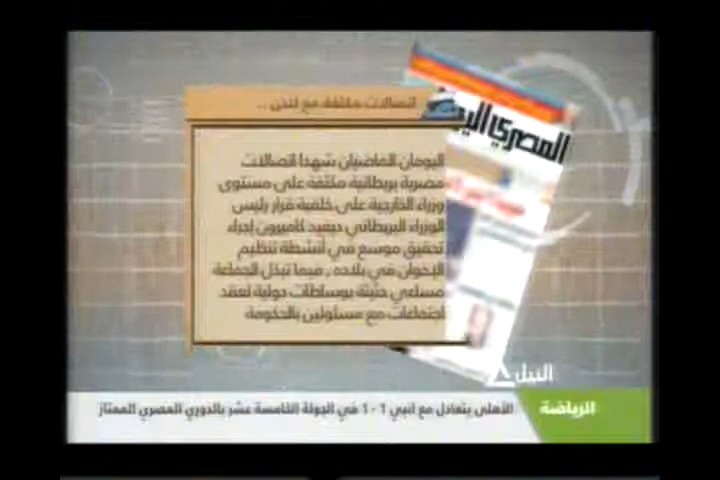 اتصالات مكثفة مع لندن ..
المصري اليوم
اليومان الماضيان شهدا اتصالات
مصرية بريطانية مكثفة على مستوى
وزراء الخارجية على خلفية قرار رئيس
الوزراء البريطاني ديفيد كاميرون إجراء
تحقيق موسع في أنشطة تنظيم
الإخوان في بلاده , فيما تبذل الجماعة
مساعي حثيثة بوساطات دولية لعقد
اجتماعات مع مسئولين بالحكومة
النيل
الرياضة
الأهلى يتعادل مع انبي 1 - 1 في الجولة الخامسة عشر بالدوري المصري الممتاز